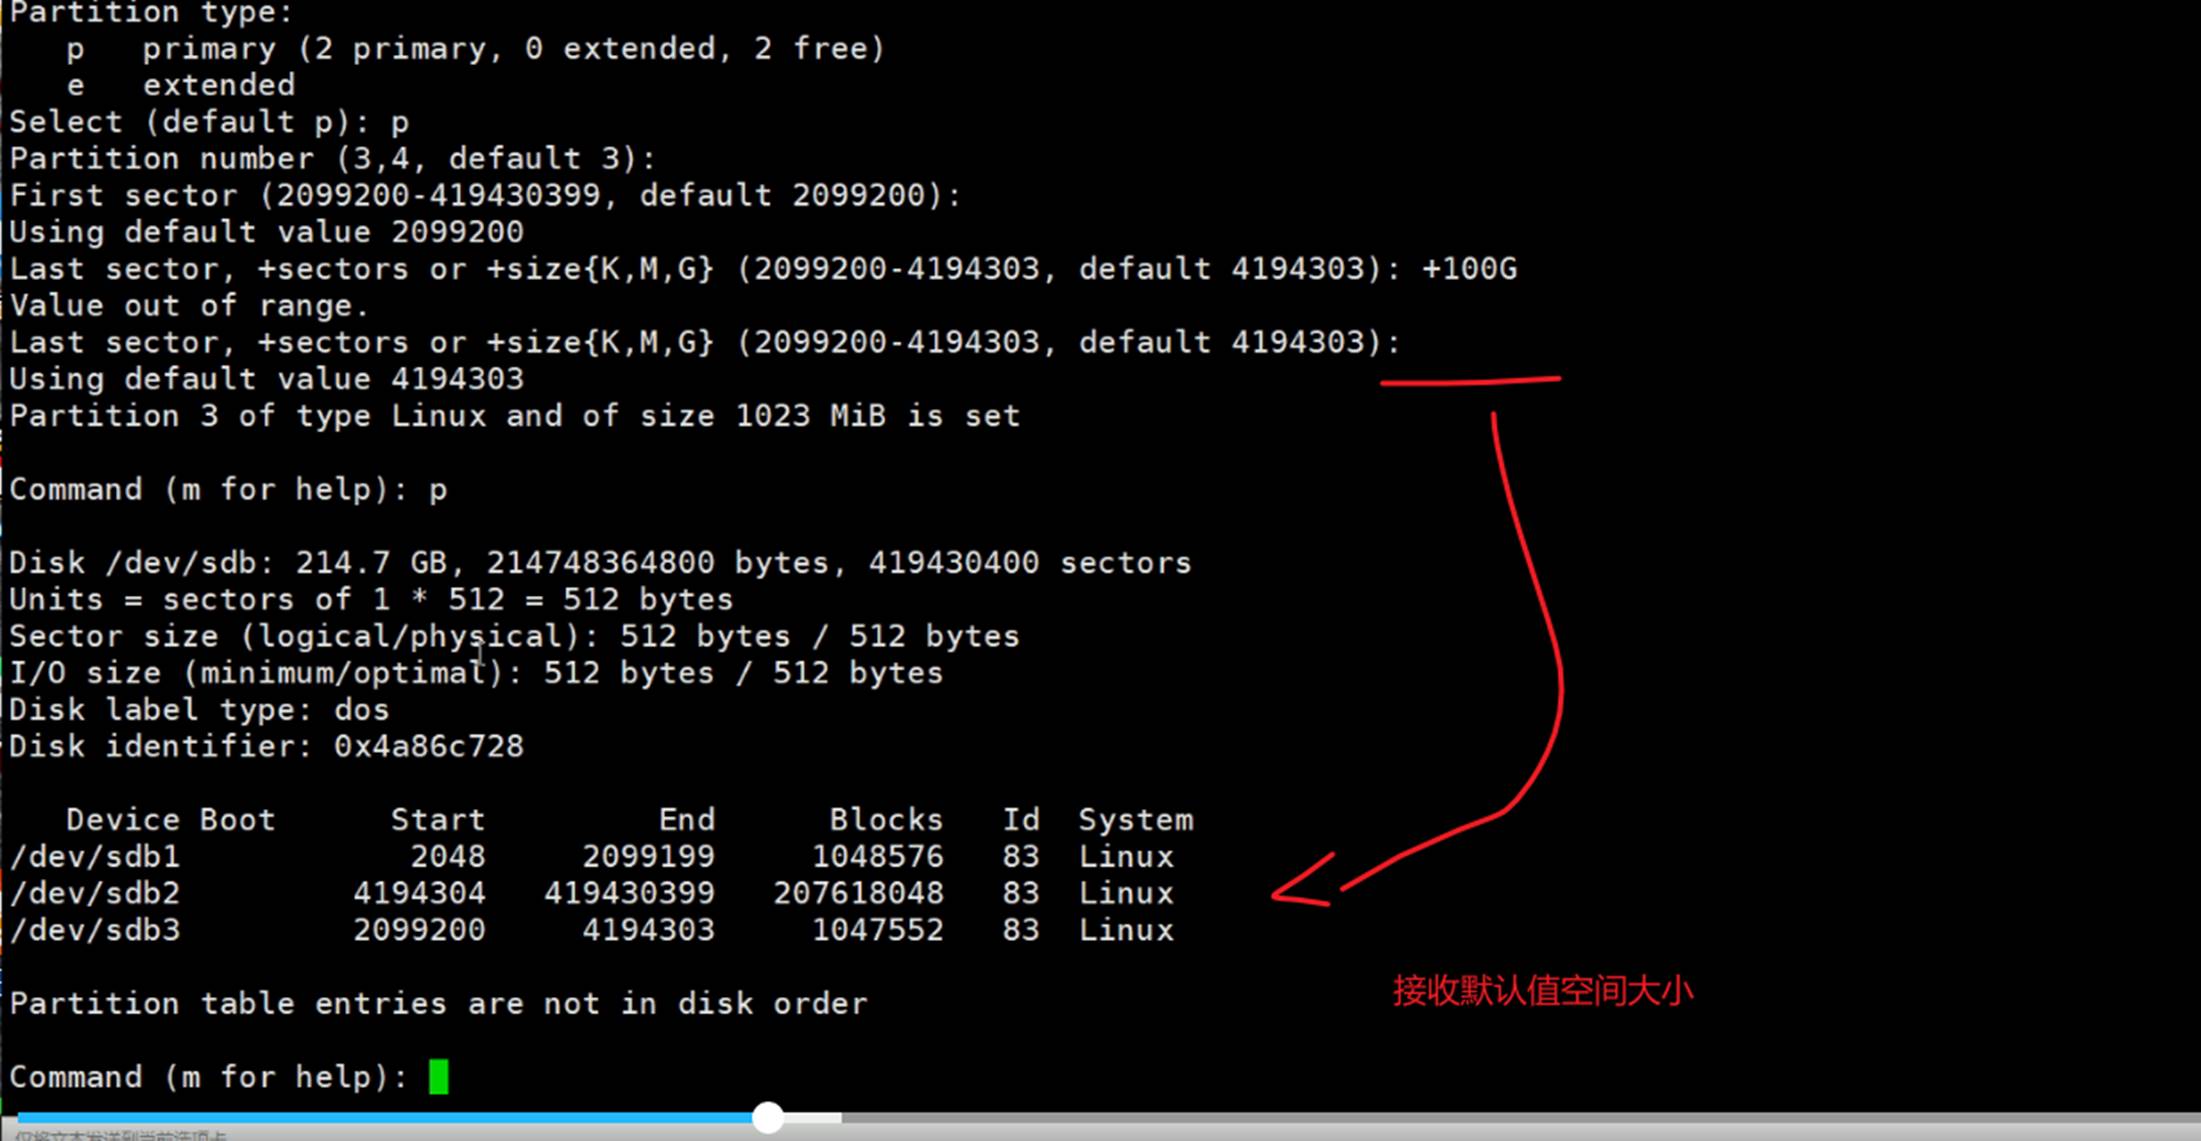 Partition type:
   p   primary (2 primary, 0 extended, 2 free)
   e   extended
Select (default p): p
Partition number (3,4, default 3):
First sector (2099200-419430399, default 2099200):
Using default value 2099200
Last sector, +sectors or +size{K,M,G} (2099200-4194303, default 4194303): +100G
Value out of range.
Last sector, +sectors or +size{K,M,G} (2099200-4194303, default 4194303):
Using default value 4194303
Partition 3 of type Linux and of size 1023 MiB is set
Command (m for help): p
Disk /dev/sdb: 214.7 GB, 214748364800 bytes, 419430400 sectors
Units = sectors of 1 * 512 = 512 bytes
Sector size (logical/physical): 512 bytes / 512 bytes
I/O size (minimum/optimal): 512 bytes / 512 bytes
Disk label type: dos
Disk identifier: 0x4a86c728
   Device Boot      Start         End      Blocks   Id  System
/dev/sdb1            2048     2099199     1048576   83  Linux
/dev/sdb2         4194304   419430399   207618048   83  Linux
/dev/sdb3         2099200     4194303     1047552   83  Linux
接收默认值空间大小
Partition table entries are not in disk order
Command (m for help):